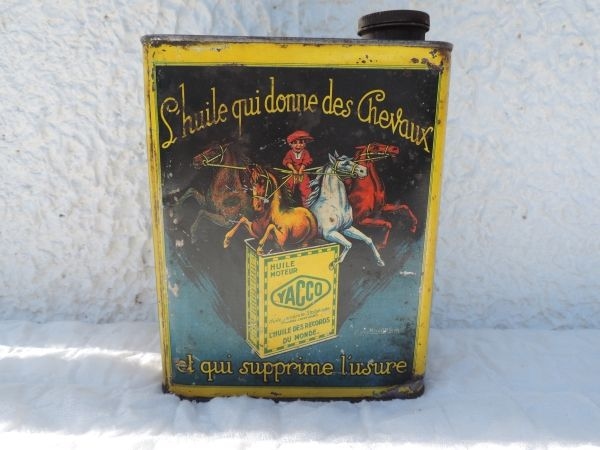 L'huile qui donne des Chevaux
HUILE
MOTEUR
YACCO
L'HUILE DES RECORDS
DU MONDE
et qui supprime l'usure